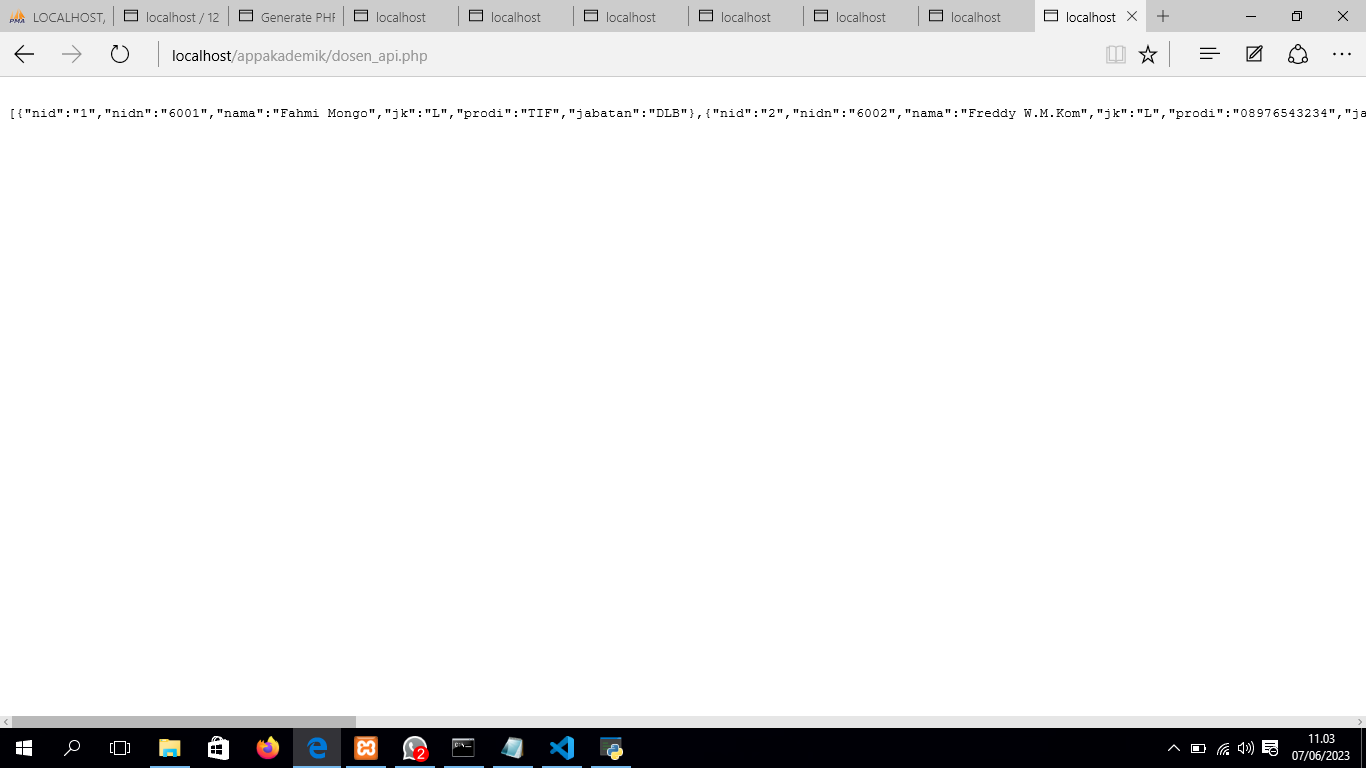 LOCALHOST,
localhost / 12
Generate PHP
localhost
localhost
localhost
localhost
localhost
localhost
localhost
localhost/appakademik/dosen_api.php
[{"nid":"1","nidn":"6001","nama":"Fahmi Mongo","jk":"L","prodi":"TIF","jabatan":"DLB"},{"nid":"2","nidn":"6002","nama":"Freddy W.M.Kom","jk":"L","prodi":"08976543234","ja
2
11.03
07/06/2023